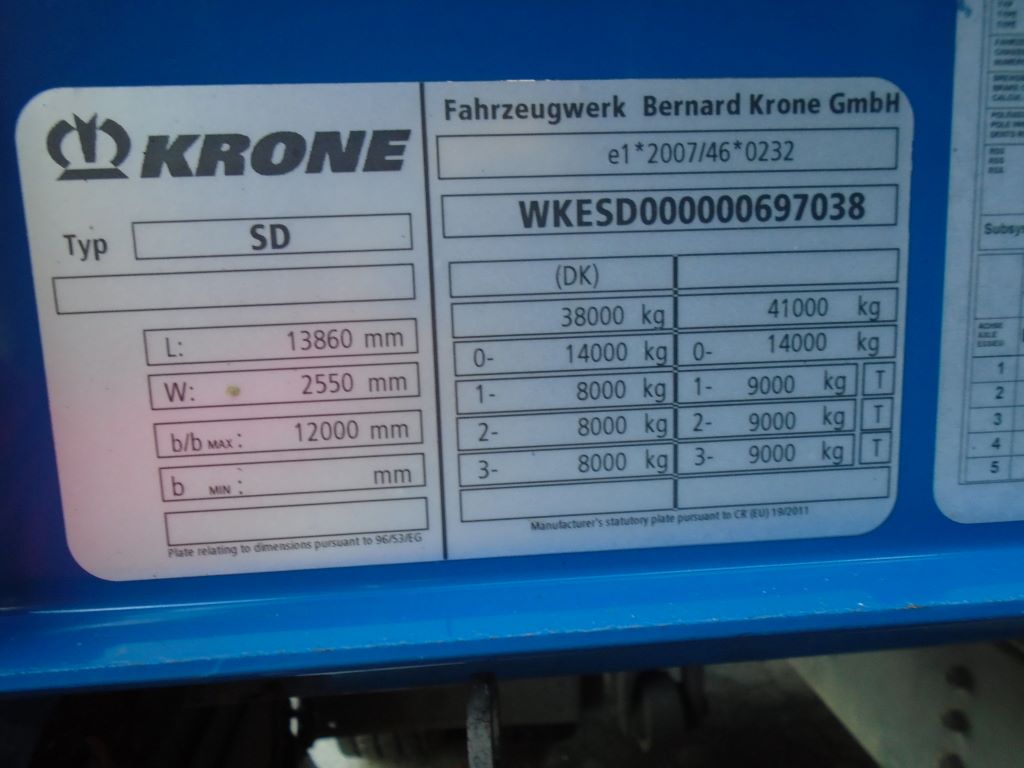 KRONE
Typ SD
L: 13860 mm
W: 2550 mm
b/b MAX: 12000 mm
b MIN: mm
Plate relating to dimensions pursuant to 96/53/EG
Fahrzeugwerk Bernard Krone GmbH
e1*2007/46*0232
WKESD000000697038
(DK)
38000 kg 41000 kg
0- 14000 kg 0- 14000 kg
1- 8000 kg 1- 9000 kg T
2- 8000 kg 2- 9000 kg T
3- 8000 kg 3- 9000 kg T
Manufacturer's statutory plate pursuant to CR (EU) 19/2011
1
2
3
4
5